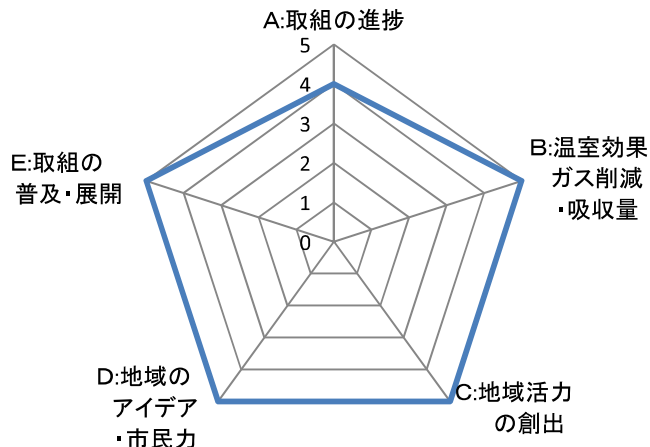 A:取組の進捗
5
4
3
2
1
0
B:温室効果
ガス削減
・吸収量
C:地域活力
の創出
D:地域の
アイデア
・市民力
E:取組の
普及・展開